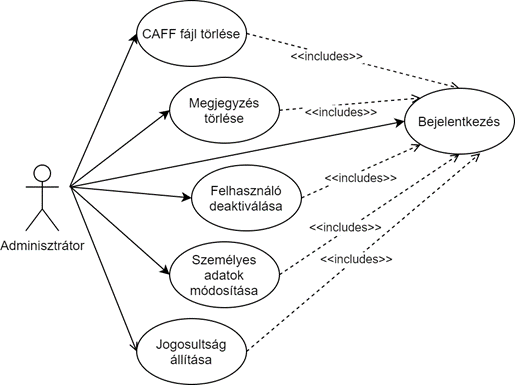 CAFF fájl törlése
<<includes>>
Megjegyzés
törlése
<<includes>>
Bejelentkezés
Felhasználó
deaktiválása
<<includes>>
Adminisztrátor
<<includes>>
Személyes
adatok
módosítása
<<includes>>
Jogosultság
állítása